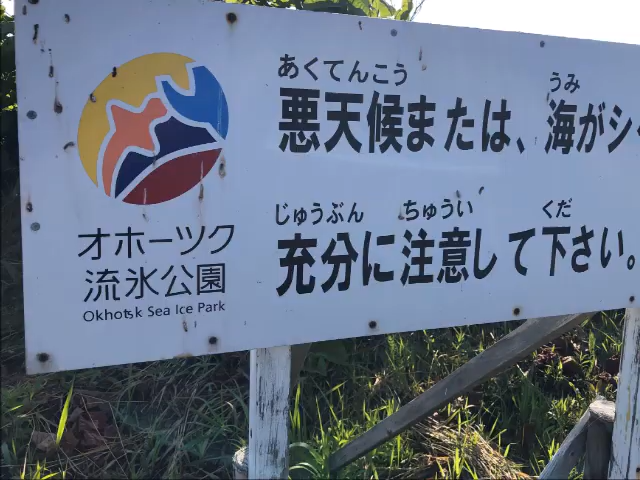 オホーツク
流氷公園
Okhotsk Sea Ice Park
あくてんこう うみ
悪天候または、海がシ
じゅうぶん ちゅうい くだ
充分に注意して下さい。